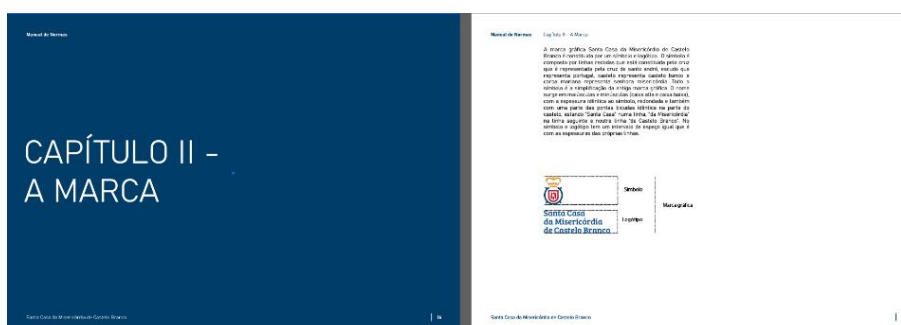 Manual de Normas
CAPÍTULO II -
A MARCA
Santa Casa da Misericórdia de Castelo Branco
Manual de Normas
Capítulo II - A Marca
A marca gráfica Santa Casa da Misericórdia de Castelo
Branco é constituída por um símbolo e logótipo. O símbolo é
composto por linhas redodas que está constituída pela cruz
que é representada pela cruz de santo andré, escudo que
representa portugal, castelo representa castelo banco e
coroa mariana representa senhora misericórdia. Todo o
símbolo é a simplificação da antiga marca gráfica. O nome
surge em maiúsculas e minúsculas (caixa alta e caixa baixa),
com a espessura idêntica ao símbolo, redondada e também
com uma parte das pontas bicudas idêntica na parte do
castelo, estando "Santa Casa" numa linha, "da Misericórdia"
na linha seguinte e noutra linha "de Castelo Branco". No
símbolo e logótipo tem um intervalo de espaço igual que é
com as espessuras das próprias linhas.
Símbolo
Marca gráfica
Santa Casa
da Misericórdia
de Castelo Branco
Logótipo
Santa Casa da Misericórdia de Castelo Branco